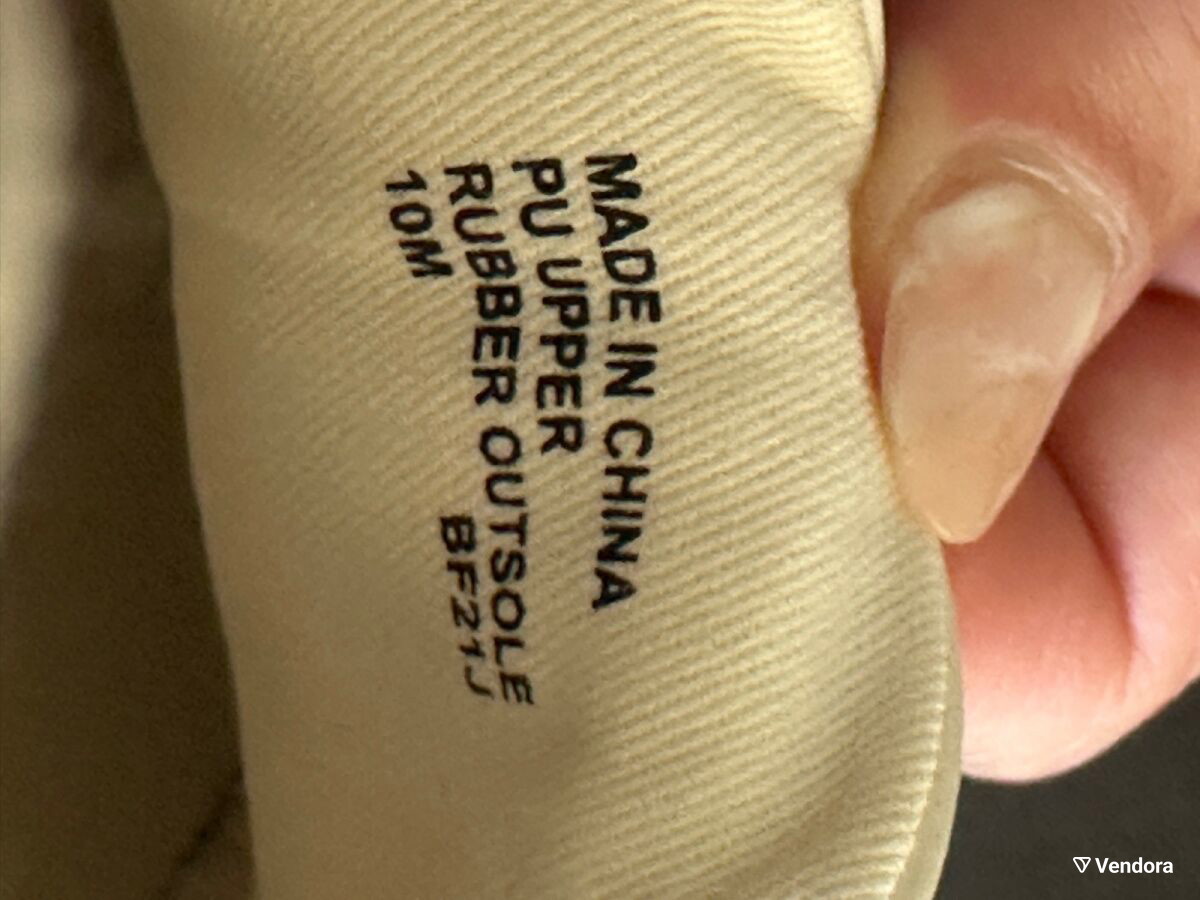 MADE IN CHINA
PU UPPER
RUBBER OUTSOLE
10M BF21J
Vendora